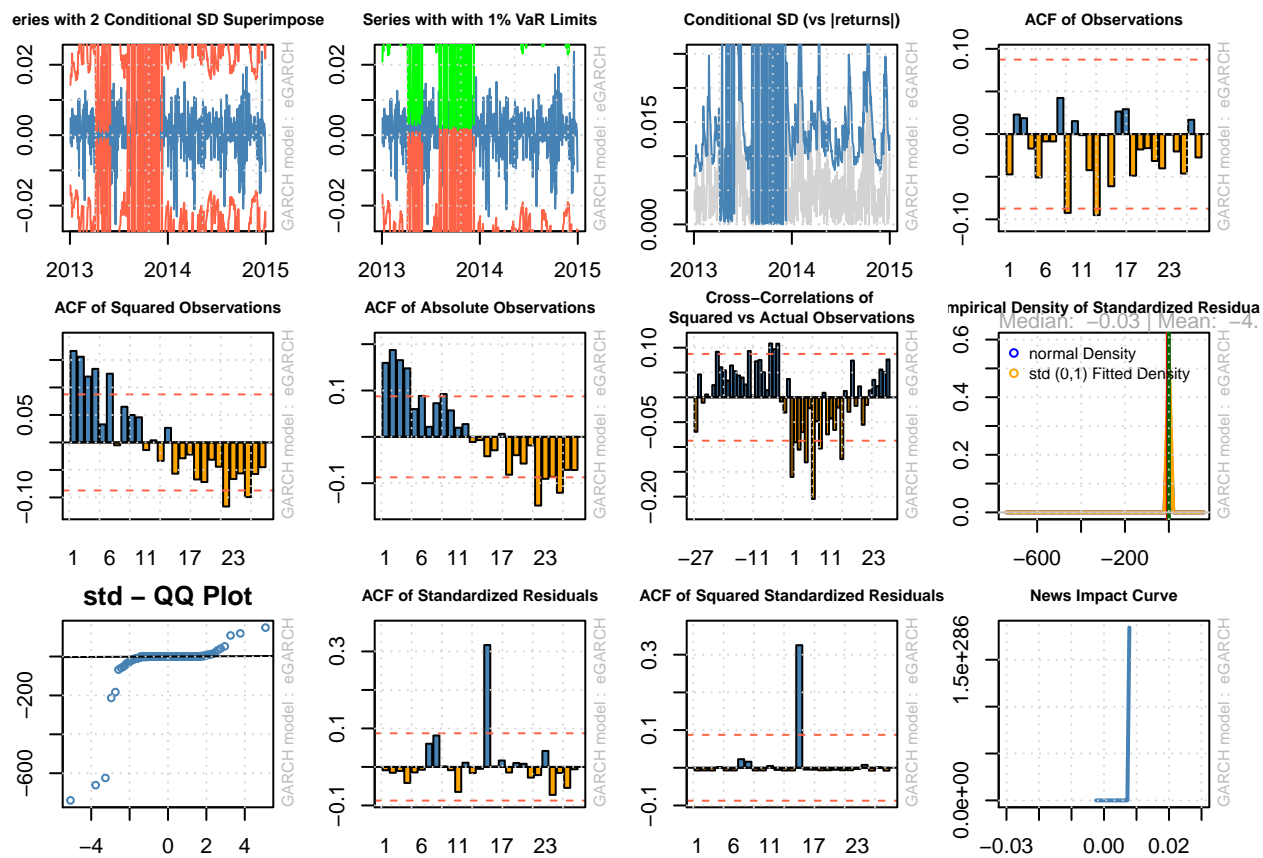 eries with 2 Conditional SD Superimpose
0.02
0.00
−0.02
2013 2014 2015
GARCH model : eGARCH
Series with with 1% VaR Limits
0.02
0.00
−0.02
2013 2014 2015
GARCH model : eGARCH
Conditional SD (vs |returns|)
0.015
0.000
2013 2014 2015
GARCH model : eGARCH
ACF of Observations
0.10
0.00
−0.10
1 6 11 17 23
GARCH model : eGARCH
ACF of Squared Observations
0.05
−0.10
1 6 11 17 23
GARCH model : eGARCH
ACF of Absolute Observations
0.1
−0.1
1 6 11 17 23
GARCH model : eGARCH
Cross−Correlations of
Squared vs Actual Observations
0.10
−0.05
−0.20
−27 −11 1 11 23
GARCH model : eGARCH
mpirical Density of Standardized Residua
Median: −0.03 | Mean: −4.
normal Density
std (0,1) Fitted Density
0.6
0.4
0.2
0.0
−600 −200
GARCH model : eGARCH
std − QQ Plot
−200
−600
−4 0 2 4
GARCH model : eGARCH
ACF of Standardized Residuals
0.3
0.1
−0.1
1 6 11 17 23
GARCH model : eGARCH
ACF of Squared Standardized Residuals
0.3
0.1
−0.1
1 6 11 17 23
GARCH model : eGARCH
News Impact Curve
1.5e+286
0.0e+00
−0.03 0.00 0.02
GARCH model : eGARCH